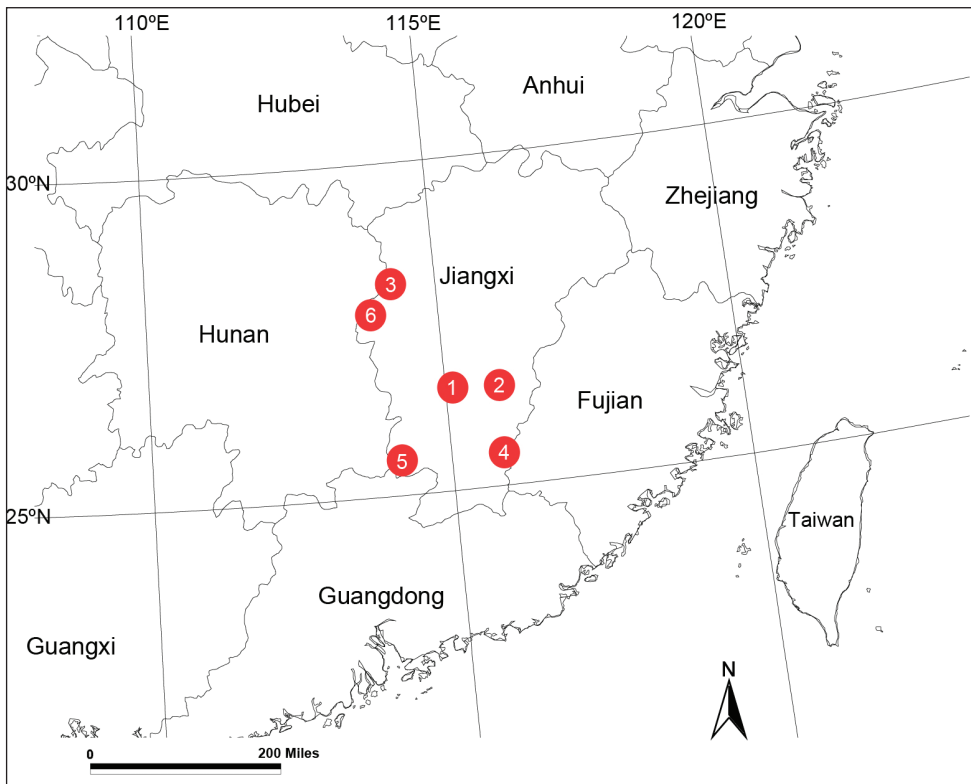 110ºE
115ºE
120ºE
Anhui
Hubei
30ºN
Zhejiang
Jiangxi
3
6
Hunan
1
2
Fujian
4
5
25ºN
Taiwan
Guangdong
Guangxi
N
0
200 Miles